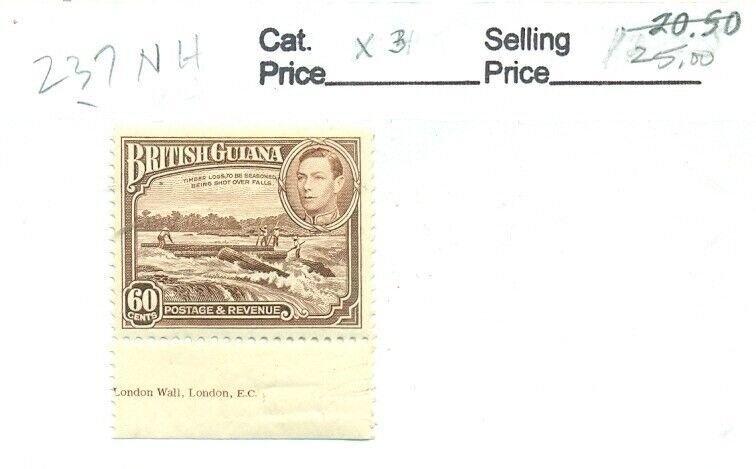 237 NH
Cat. Price X 3
Selling Price 20.50
25.00
BRITISH GUIANA
TIMBER LOGS, TO BE SEASONED,
BEING SHOT OVER FALLS
60
CENTS
POSTAGE & REVENUE
London Wall, London, E.C.